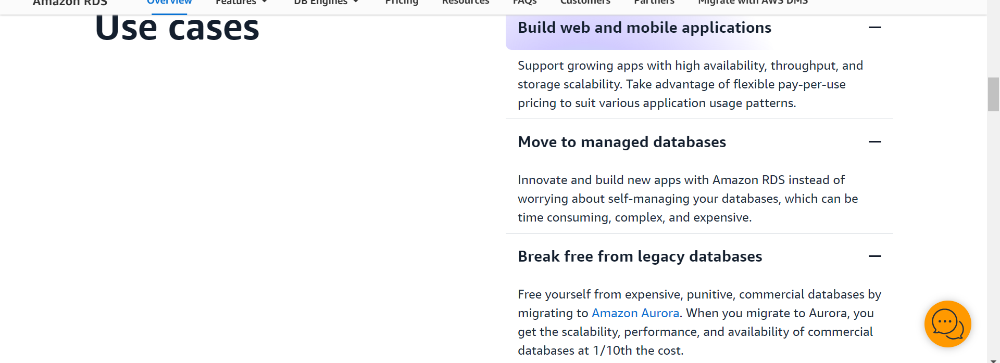 Amazon RDS Overview Features DB Engines Pricing Resources FAQs Customers Partners Migrate with AWS DMS
Use cases
Build web and mobile applications
Support growing apps with high availability, throughput, and
storage scalability. Take advantage of flexible pay-per-use
pricing to suit various application usage patterns.
Move to managed databases
Innovate and build new apps with Amazon RDS instead of
worrying about self-managing your databases, which can be
time consuming, complex, and expensive.
Break free from legacy databases
Free yourself from expensive, punitive, commercial databases by
migrating to Amazon Aurora. When you migrate to Aurora, you
get the scalability, performance, and availability of commercial
databases at 1/10th the cost.